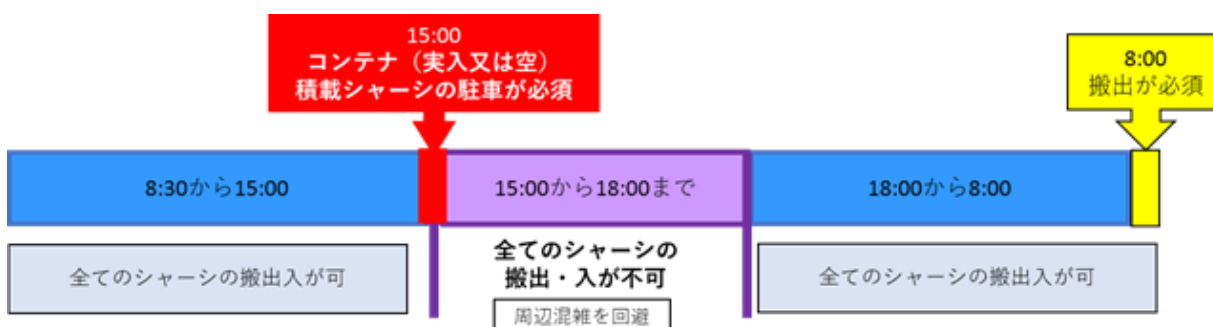 15:00
コンテナ（実入又は空）
積載シャーシの駐車が必須
8:00
搬出が必須
8:30から15:00
15:00から18:00まで
18:00から8:00
全てのシャーシの搬出入が可
全てのシャーシの
搬出・入が不可
周辺混雑を回避
全てのシャーシの搬出入が可